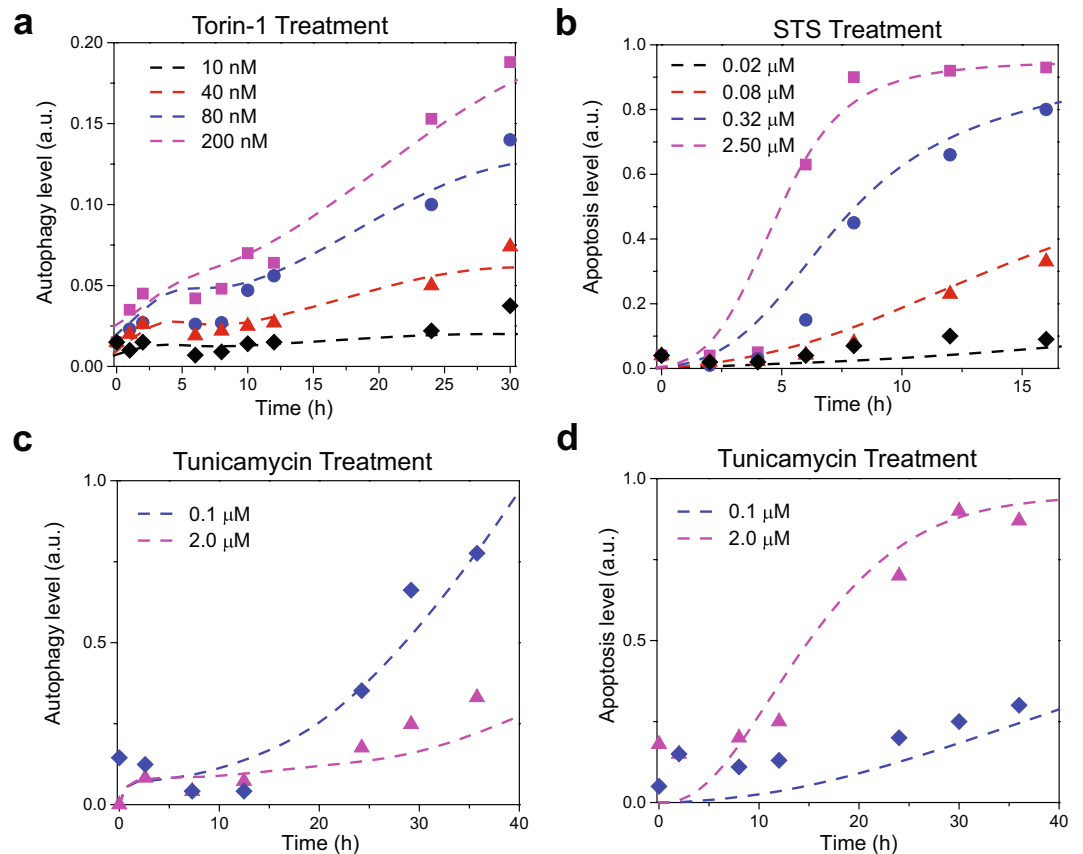 a
Torin-1 Treatment
0.20
0.15
0.10
0.05
0.00
Autophagy level (a.u.)
10 nM
40 nM
80 nM
200 nM
0 5 10 15 20 25 30
Time (h)
b
STS Treatment
1.0
0.8
0.6
0.4
0.2
0.0
Apoptosis level (a.u.)
0.02 μM
0.08 μM
0.32 μM
2.50 μM
0 5 10 15
Time (h)
c
Tunicamycin Treatment
1.0
0.5
0.0
Autophagy level (a.u.)
0.1 μM
2.0 μM
0 10 20 30 40
Time (h)
d
Tunicamycin Treatment
1.0
0.5
0.0
Apoptosis level (a.u.)
0.1 μM
2.0 μM
0 10 20 30 40
Time (h)